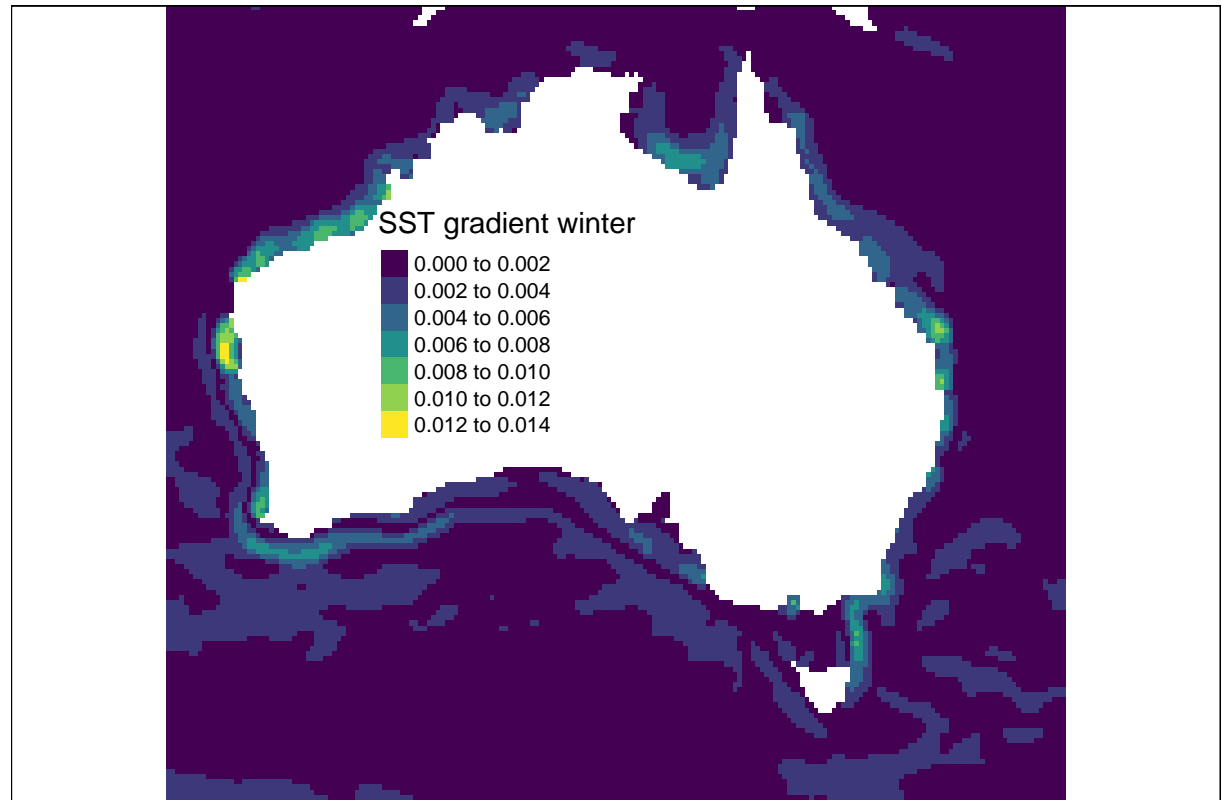 SST gradient winter
0.000 to 0.002
0.002 to 0.004
0.004 to 0.006
0.006 to 0.008
0.008 to 0.010
0.010 to 0.012
0.012 to 0.014